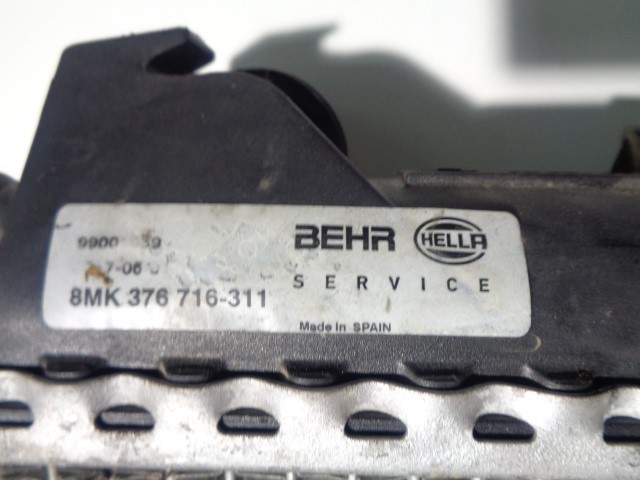 BEHR HELLA
SERVICE
8MK 376 716-311
Made in SPAIN